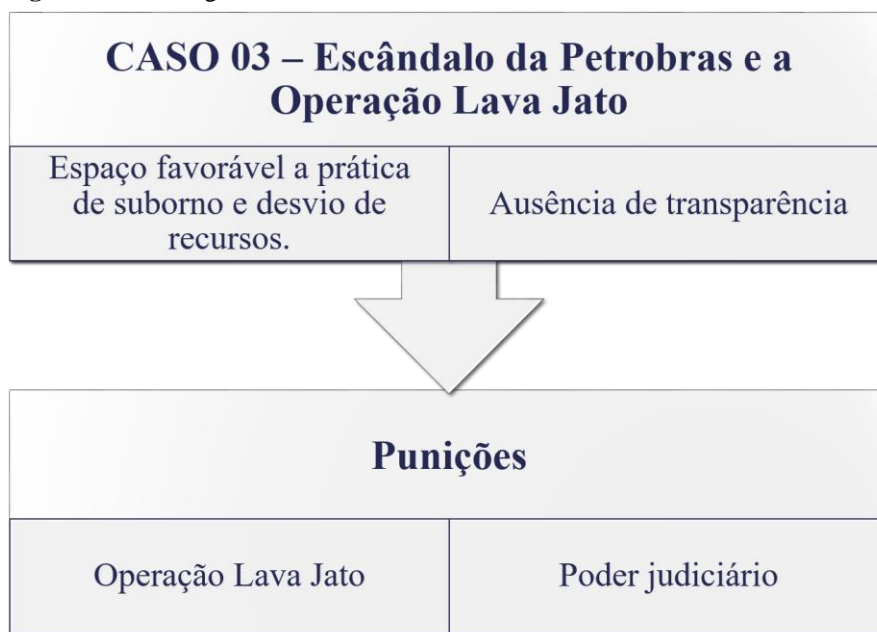 CASO 03 – Escândalo da Petrobras e a
Operação Lava Jato
Espaço favorável a prática
de suborno e desvio de
recursos.
Ausência de transparência
Punições
Operação Lava Jato
Poder judiciário